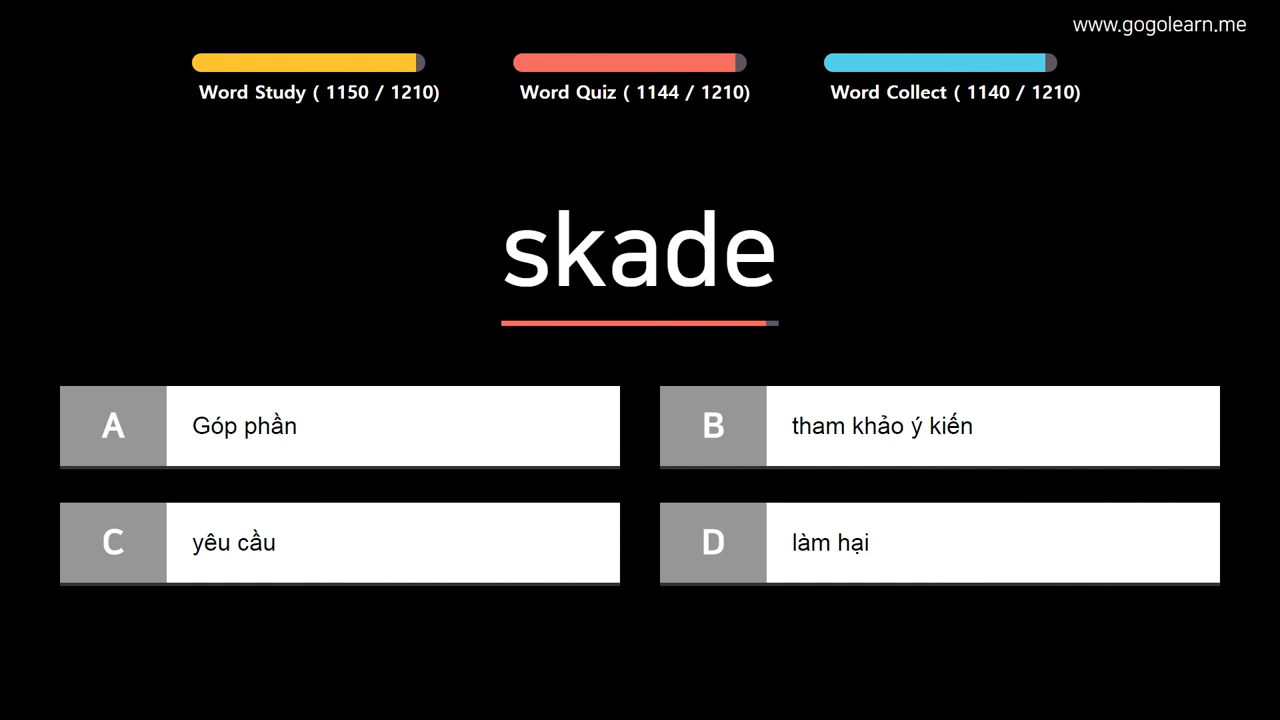 www.gogolearn.me
Word Study ( 1150 / 1210)
Word Quiz ( 1144 / 1210)
Word Collect ( 1140 / 1210)
skade
A Góp phần
B tham khảo ý kiến
C yêu cầu
D làm hại